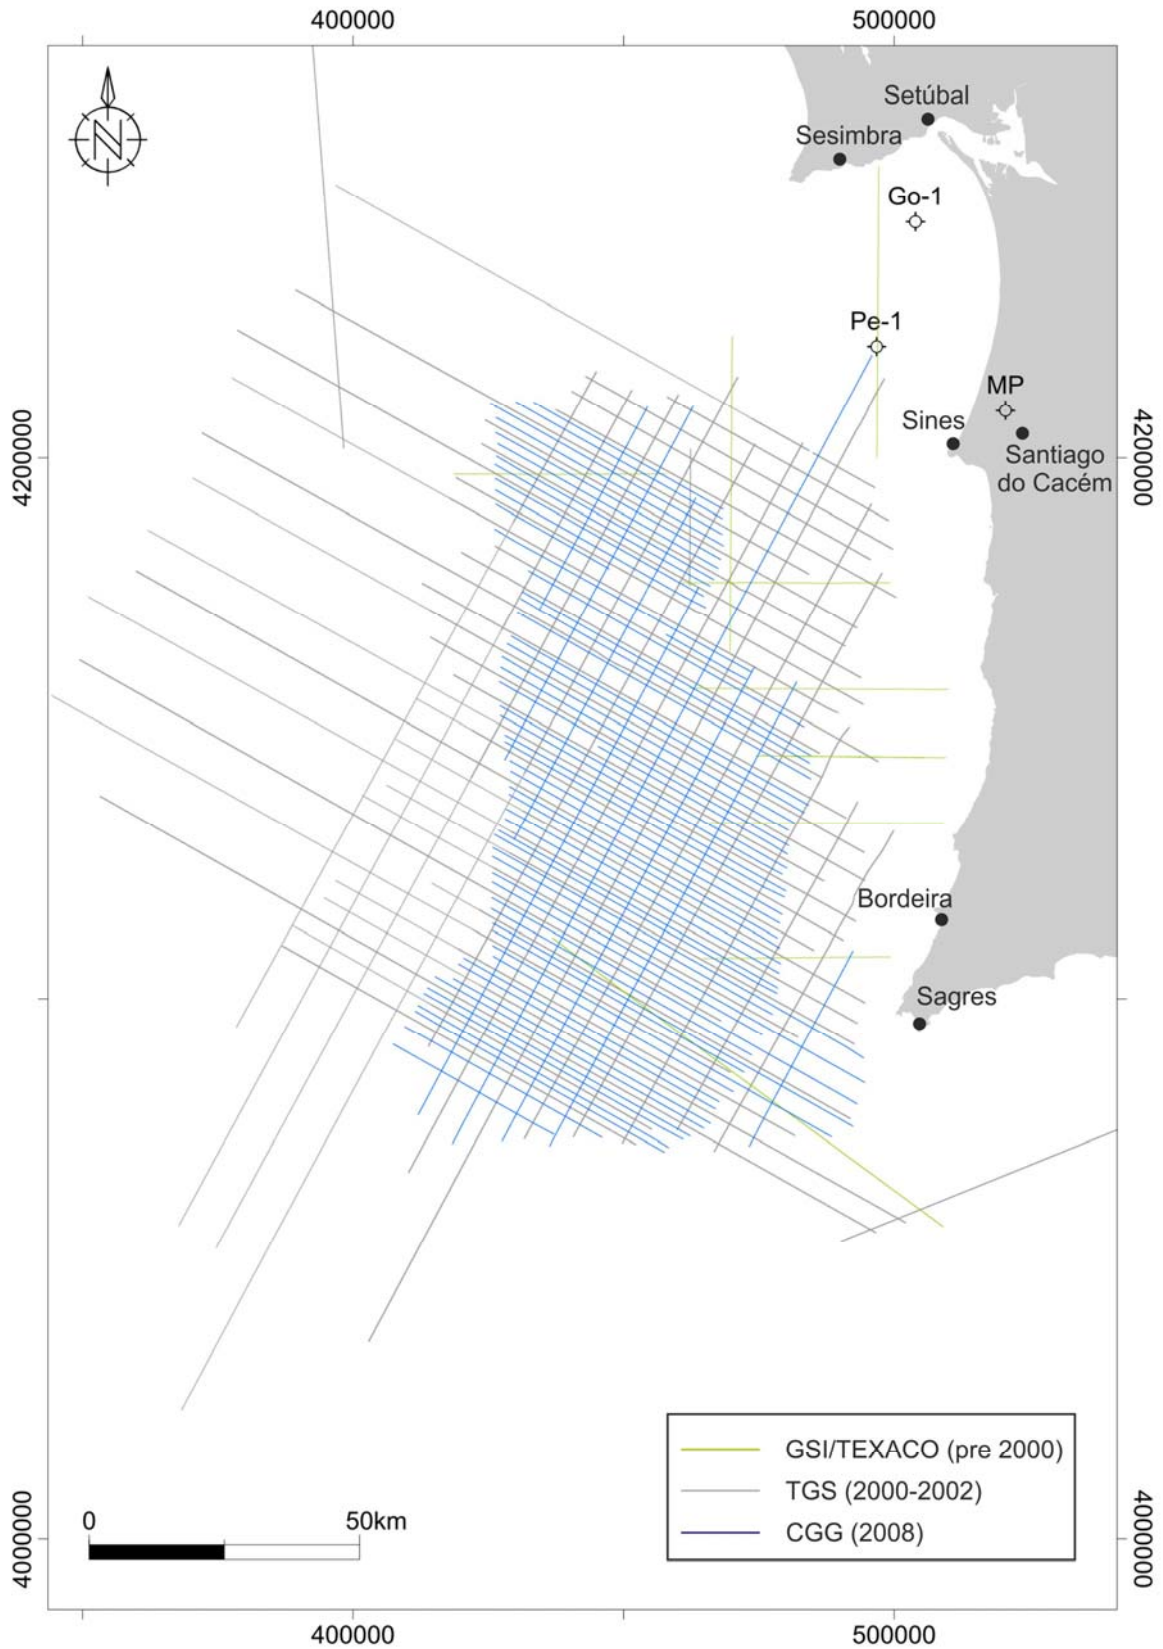 400000
500000
N
Setúbal
Sesimbra
Go-1
Pe-1
MP
Sines
Santiago
do Cacém
4200000
4200000
Bordeira
Sagres
GSI/TEXACO (pre 2000)
TGS (2000-2002)
CGG (2008)
0
50km
4000000
4000000
400000
500000